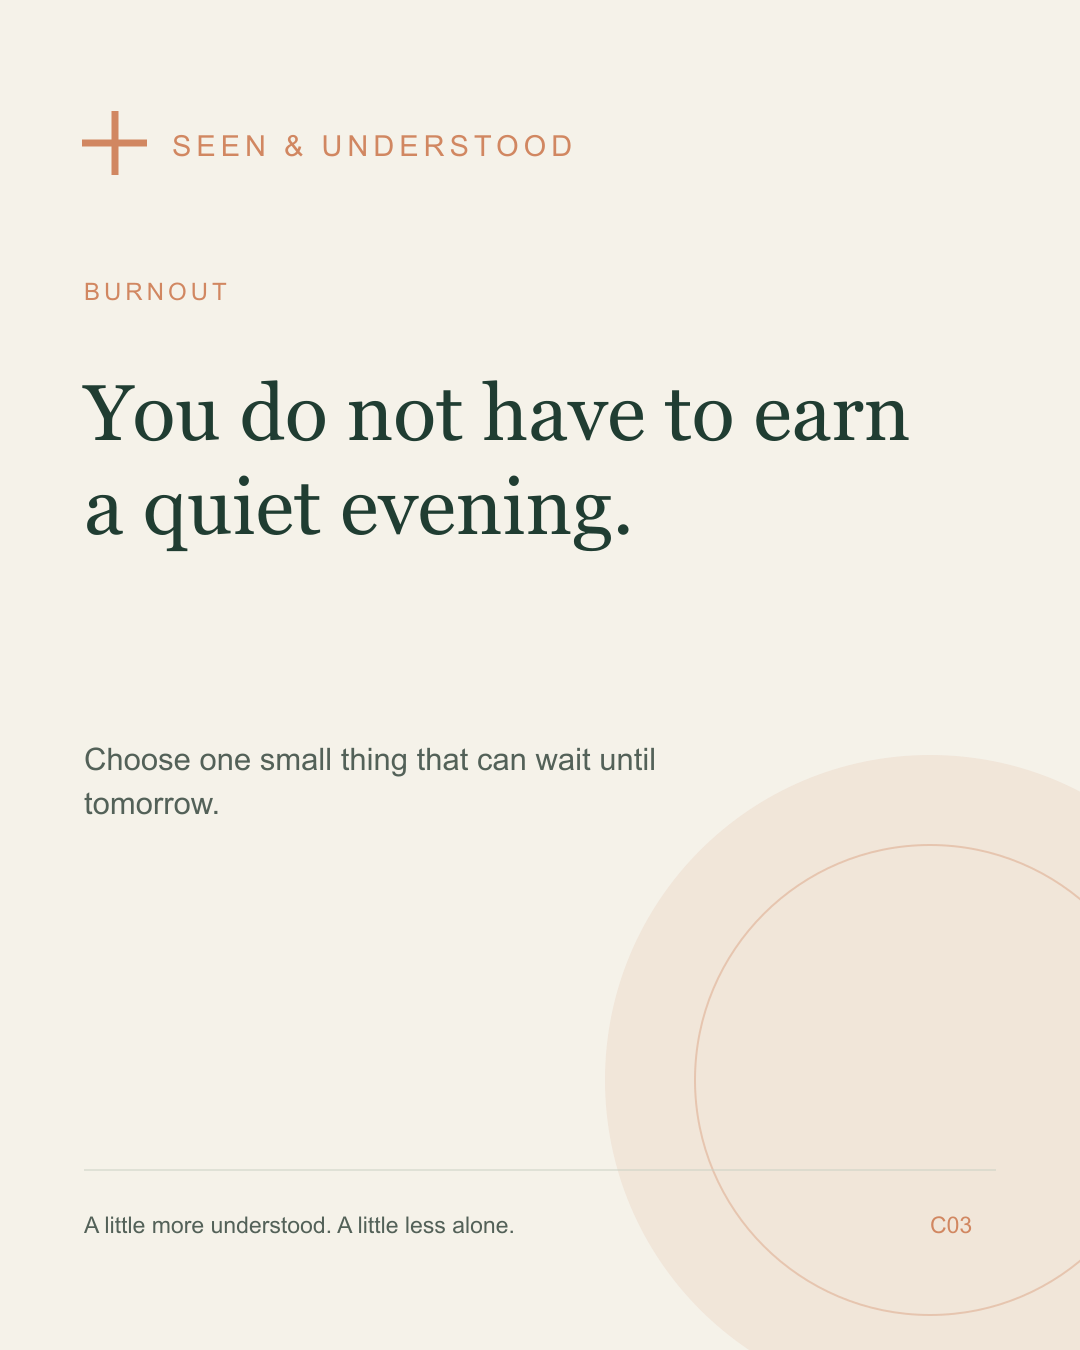 SEEN & UNDERSTOOD
BURNOUT
You do not have to earn
a quiet evening.
Choose one small thing that can wait until
tomorrow.
A little more understood. A little less alone.
C03